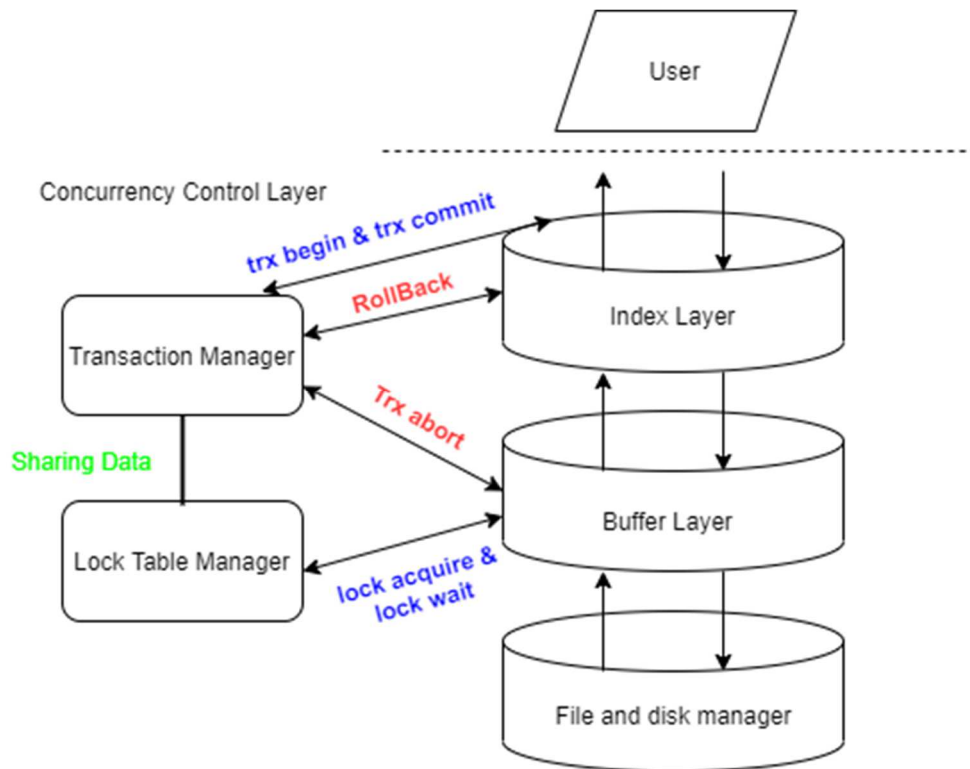 User
Concurrency Control Layer
trx begin & trx commit
RollBack
Index Layer
Transaction Manager
Trx abort
Sharing Data
Buffer Layer
Lock Table Manager
lock acquire &
lock wait
File and disk manager